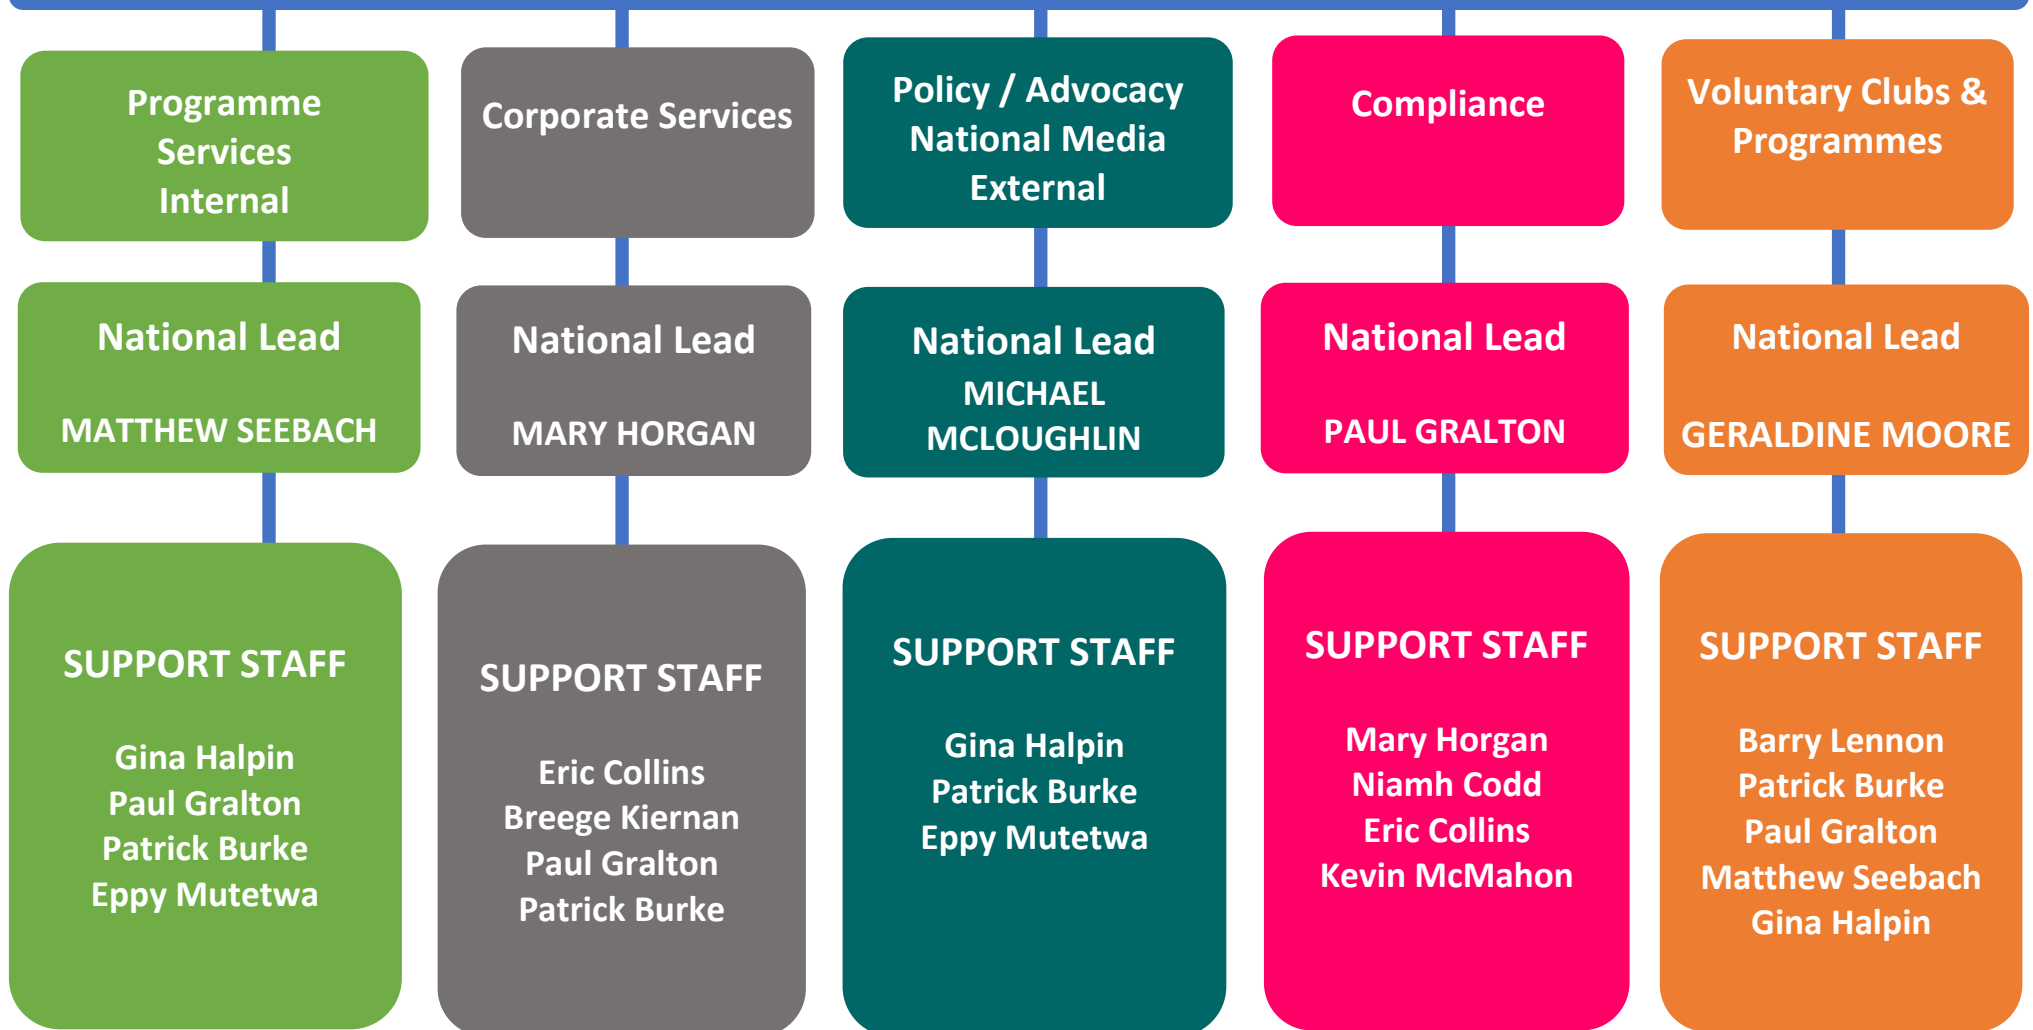 Programme
Services
Internal
Corporate Services
Policy / Advocacy
National Media
External
Compliance
Voluntary Clubs &
Programmes
National Lead
MATTHEW SEEBACH
National Lead
MARY HORGAN
National Lead
MICHAEL
MCLOUGHLIN
National Lead
PAUL GRALTON
National Lead
GERALDINE MOORE
SUPPORT STAFF
Gina Halpin
Paul Gralton
Patrick Burke
Eppy Mutetwa
SUPPORT STAFF
Eric Collins
Breege Kiernan
Paul Gralton
Patrick Burke
SUPPORT STAFF
Gina Halpin
Patrick Burke
Eppy Mutetwa
SUPPORT STAFF
Mary Horgan
Niamh Codd
Eric Collins
Kevin McMahon
SUPPORT STAFF
Barry Lennon
Patrick Burke
Paul Gralton
Matthew Seebach
Gina Halpin